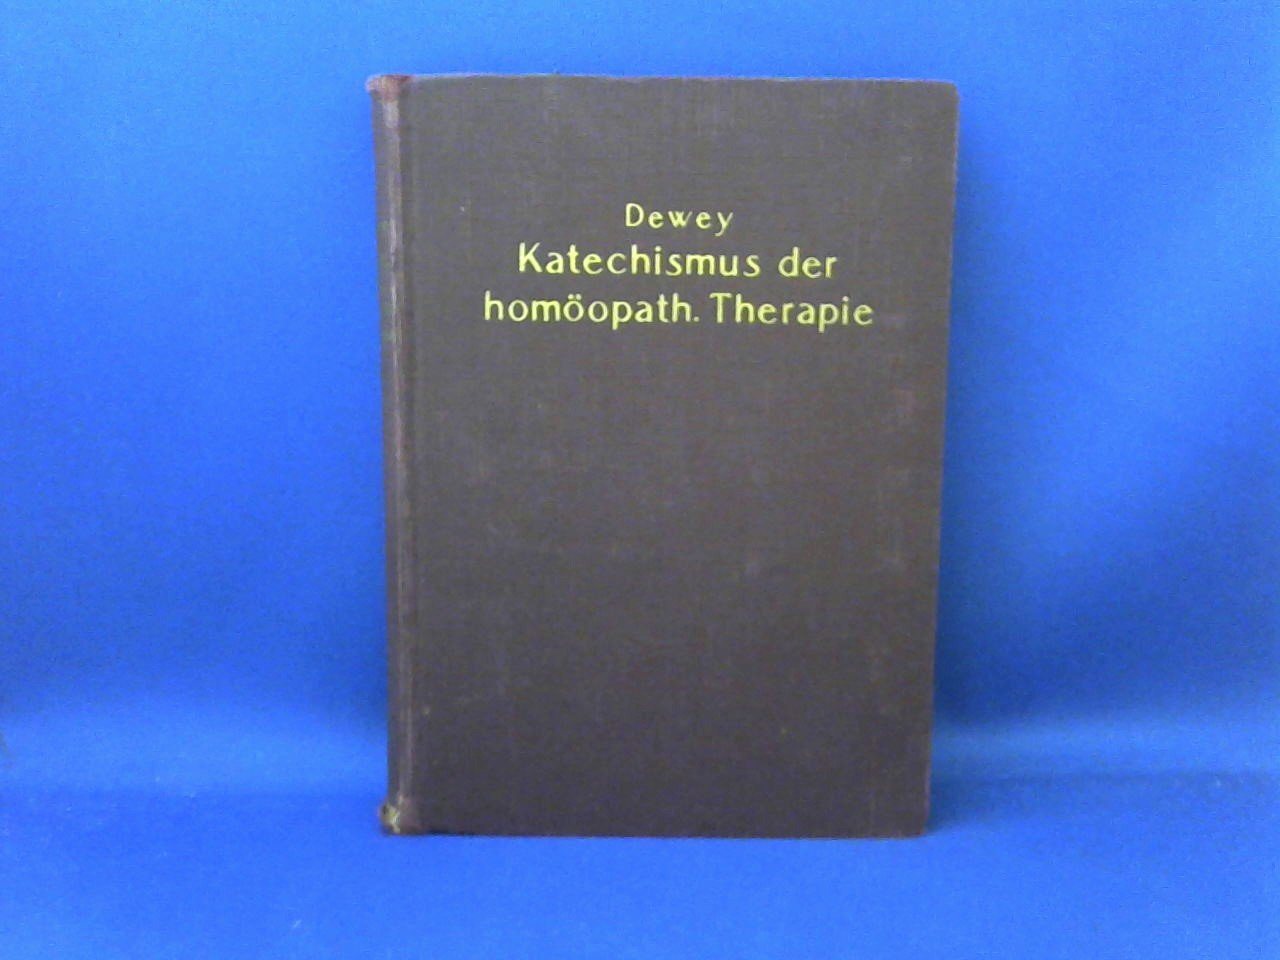 Dewey
Katechismus der
homöopath. Therapie